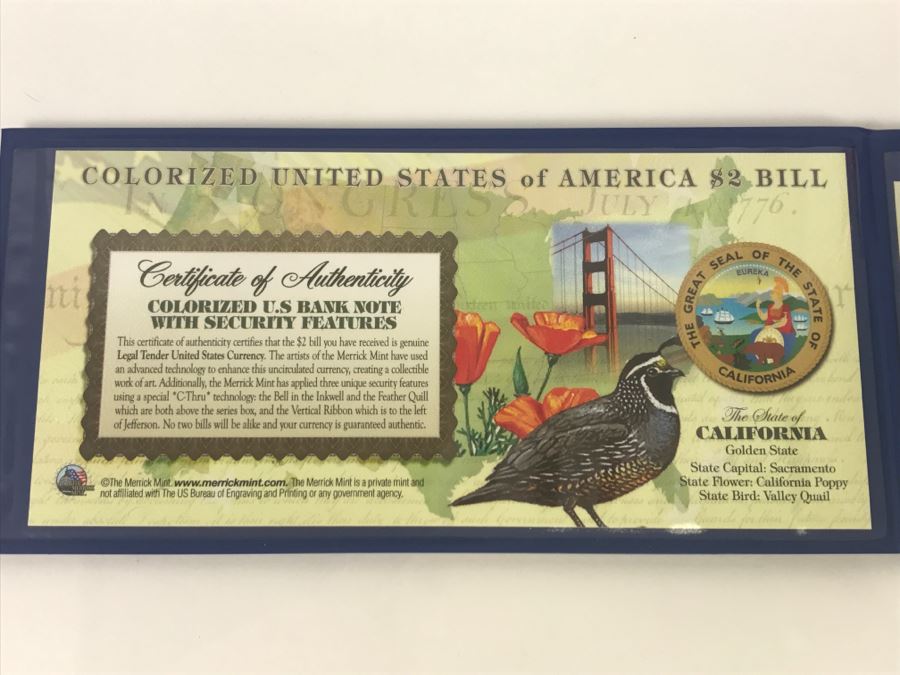 COLORIZED UNITED STATES of AMERICA $2 BILL
IN CONGRESS, JULY 4, 1776.
Certificate of Authenticity
COLORIZED U.S BANK NOTE
WITH SECURITY FEATURES
This certificate of authenticity certifies that the $2 bill you have received is genuine
Legal Tender United States Currency. The artists of the Merrick Mint have used
an advanced technology to enhance this uncirculated currency, creating a collectible
work of art. Additionally, the Merrick Mint has applied three unique security features
using a special "C-Thru" technology: the Bell in the Inkwell and the Feather Quill
which are both above the series box, and the Vertical Ribbon which is to the left
of Jefferson. No two bills will be alike and your currency is guaranteed authentic.
©The Merrick Mint. www.merrickmint.com. The Merrick Mint is a private mint and
not affiliated with The US Bureau of Engraving and Printing or any government agency.
THE GREAT SEAL OF THE STATE OF CALIFORNIA
EUREKA
The State of
CALIFORNIA
Golden State
State Capital: Sacramento
State Flower: California Poppy
State Bird: Valley Quail